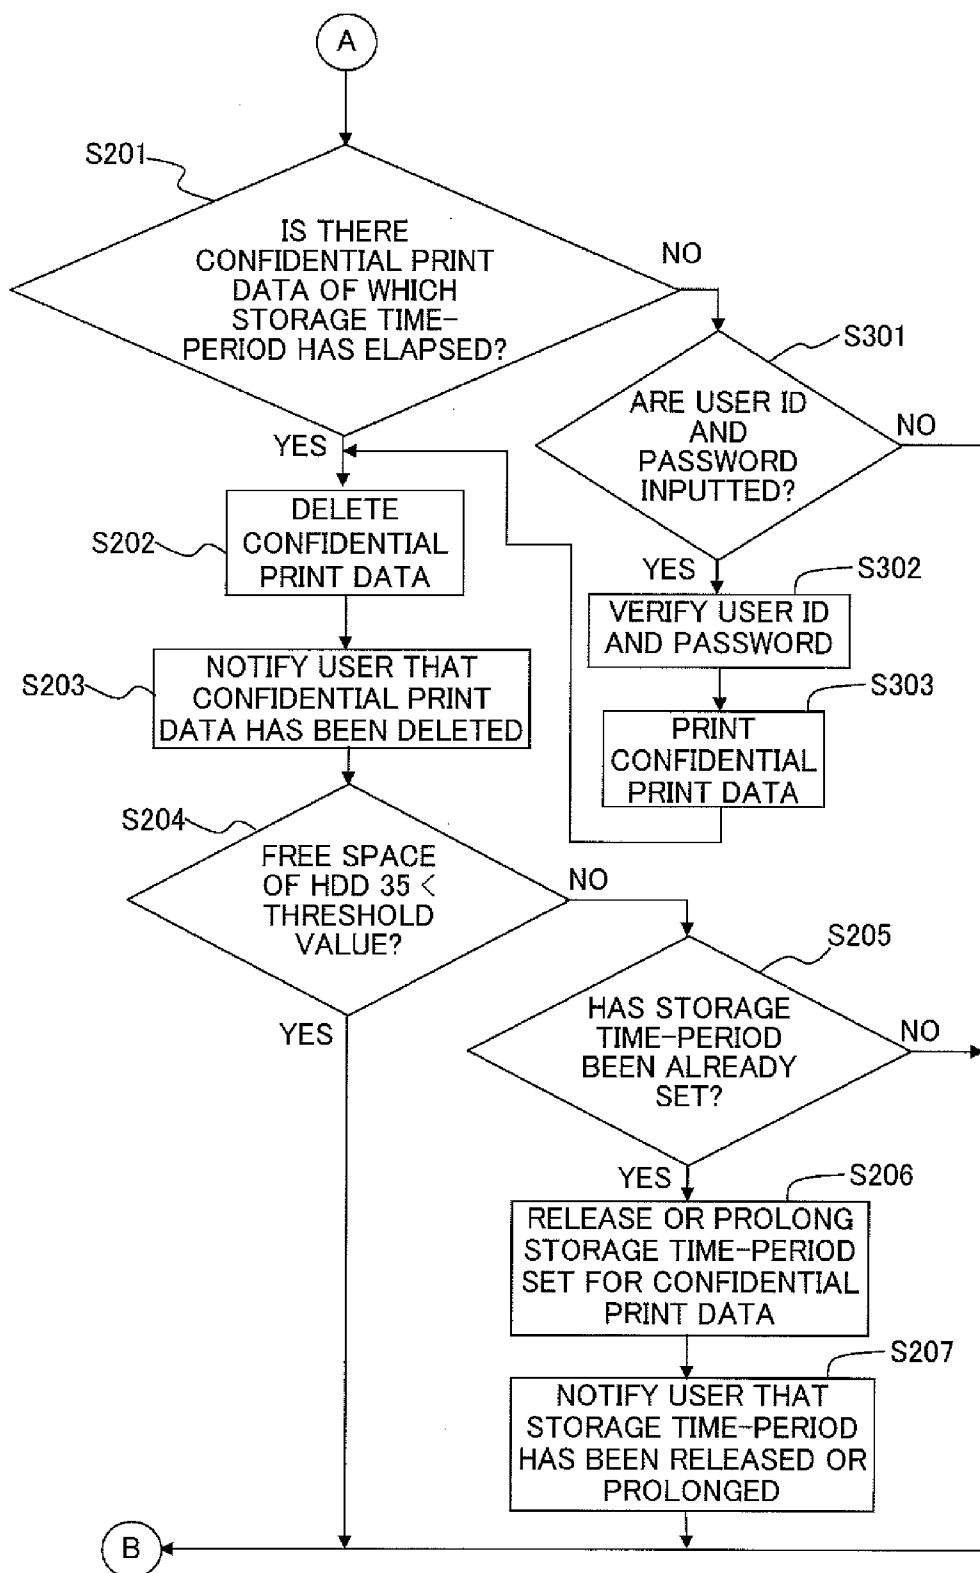 A
S201
IS THERE
CONFIDENTIAL PRINT
DATA OF WHICH
STORAGE TIME-
PERIOD HAS ELAPSED?
NO
YES
S301
ARE USER ID
AND
PASSWORD
INPUTTED?
NO
YES
S202
DELETE
CONFIDENTIAL
PRINT DATA
S302
VERIFY USER ID
AND PASSWORD
S203
NOTIFY USER THAT
CONFIDENTIAL PRINT
DATA HAS BEEN DELETED
S303
PRINT
CONFIDENTIAL
PRINT DATA
S204
FREE SPACE
OF HDD 35 <
THRESHOLD
VALUE?
NO
YES
S205
HAS STORAGE
TIME-PERIOD
BEEN ALREADY
SET?
NO
YES
S206
RELEASE OR PROLONG
STORAGE TIME-PERIOD
SET FOR CONFIDENTIAL
PRINT DATA
S207
NOTIFY USER THAT
STORAGE TIME-PERIOD
HAS BEEN RELEASED OR
PROLONGED
B